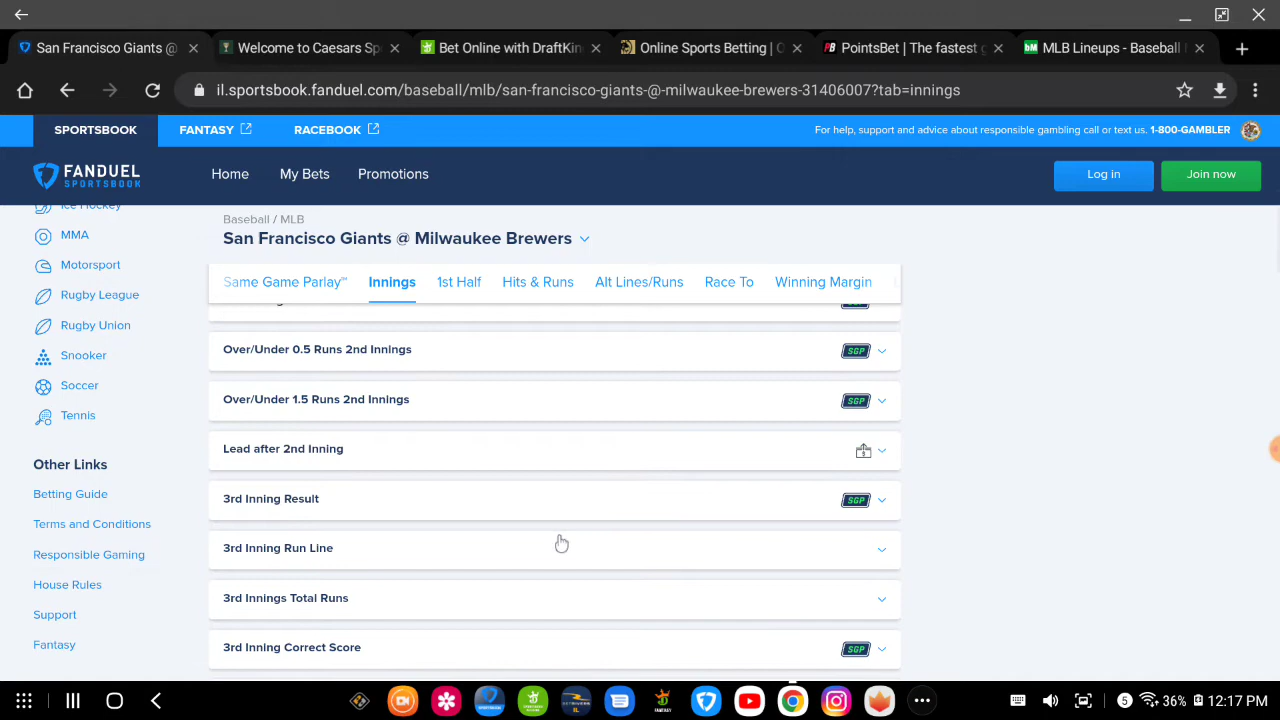 San Francisco Giants @
Welcome to Caesars Sp
Bet Online with DraftKin
Online Sports Betting | O
PointsBet | The fastest g
MLB Lineups - Baseball
il.sportsbook.fanduel.com/baseball/mlb/san-francisco-giants-@-milwaukee-brewers-31406007?tab=innings
SPORTSBOOK
FANTASY
RACEBOOK
For help, support and advice about responsible gambling call or text us. 1-800-GAMBLER
FANDUEL
SPORTSBOOK
Home
My Bets
Promotions
Log in
Join now
Ice Hockey
MMA
Motorsport
Rugby League
Rugby Union
Snooker
Soccer
Tennis
Other Links
Betting Guide
Terms and Conditions
Responsible Gaming
House Rules
Support
Fantasy
Baseball / MLB
San Francisco Giants @ Milwaukee Brewers
Same Game Parlay™
Innings
1st Half
Hits & Runs
Alt Lines/Runs
Race To
Winning Margin
Over/Under 0.5 Runs 2nd Innings
SGP
Over/Under 1.5 Runs 2nd Innings
SGP
Lead after 2nd Inning
3rd Inning Result
SGP
3rd Inning Run Line
3rd Innings Total Runs
3rd Inning Correct Score
SGP
5
36%
12:17 PM